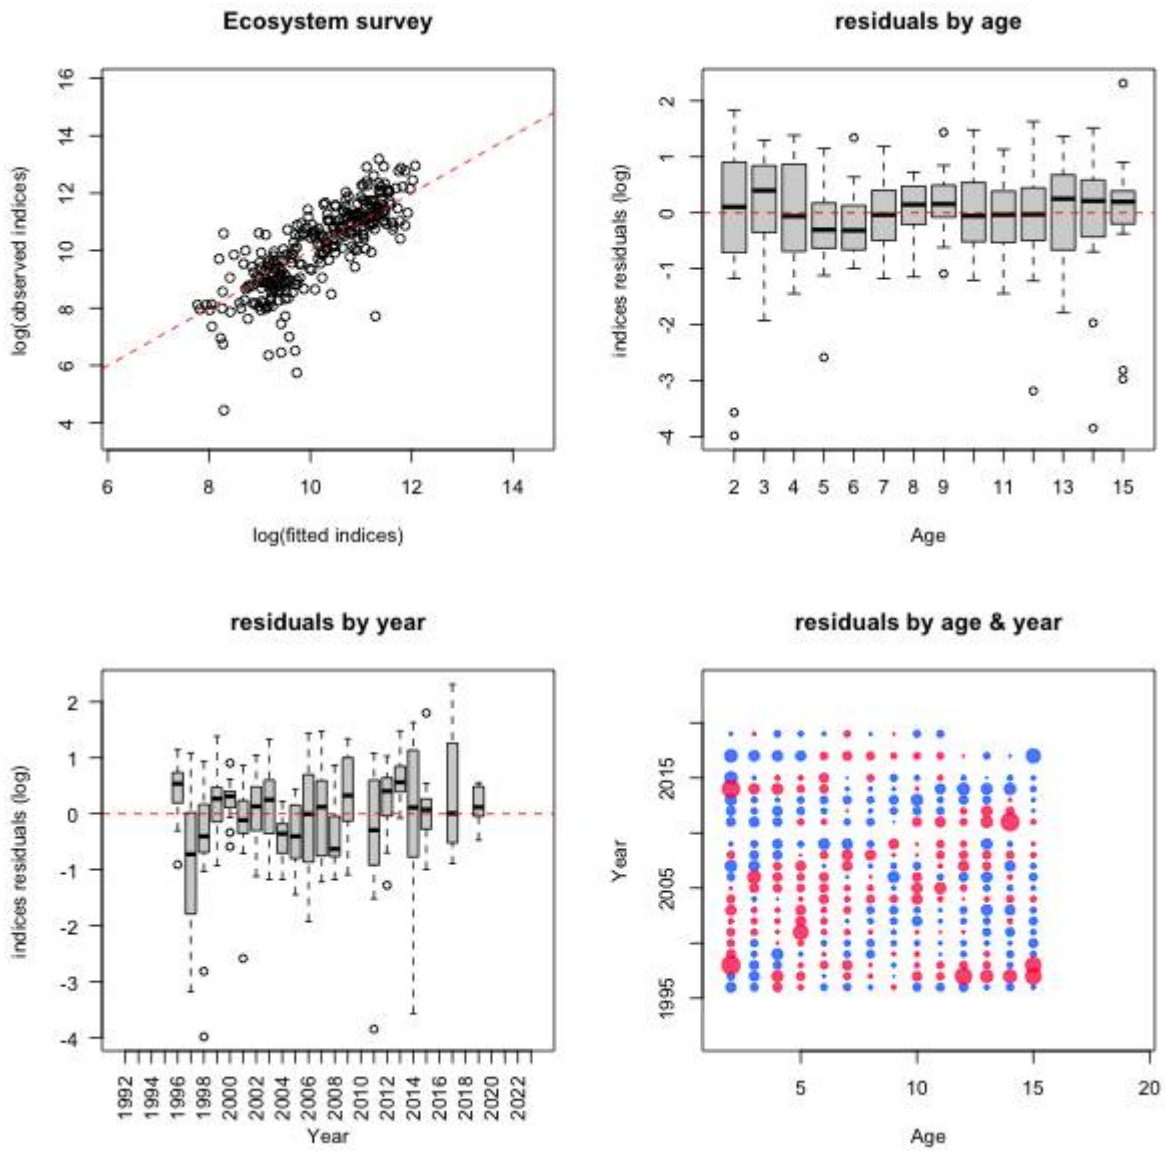 Ecosystem survey
log(observed indices)
16
14
12
10
8
6
4
6 8 10 12 14
log(fitted indices)
residuals by age
indices residuals (log)
2
1
0
-1
-2
-3
-4
2 3 4 5 6 7 8 9 11 13 15
Age
residuals by year
indices residuals (log)
2
1
0
-1
-2
-3
-4
1992 1994 1996 1998 2000 2002 2004 2006 2008 2010 2012 2014 2016 2018 2020 2022
Year
residuals by age & year
Year
2015
2005
1995
5 10 15 20
Age